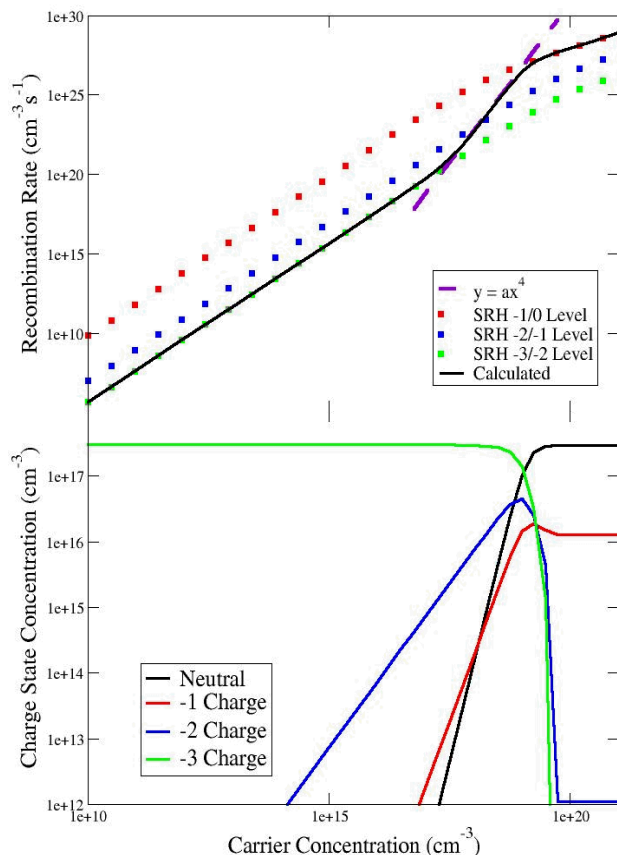 1e+30
1e+25
1e+20
1e+15
1e+10
Recombination Rate (cm⁻³ s⁻¹)
y = ax⁴
SRH -1/0 Level
SRH -2/-1 Level
SRH -3/-2 Level
Calculated
1e+17
1e+16
1e+15
1e+14
1e+13
1e+12
Charge State Concentration (cm⁻³)
Neutral
-1 Charge
-2 Charge
-3 Charge
1e+10
1e+15
1e+20
Carrier Concentration (cm⁻³)